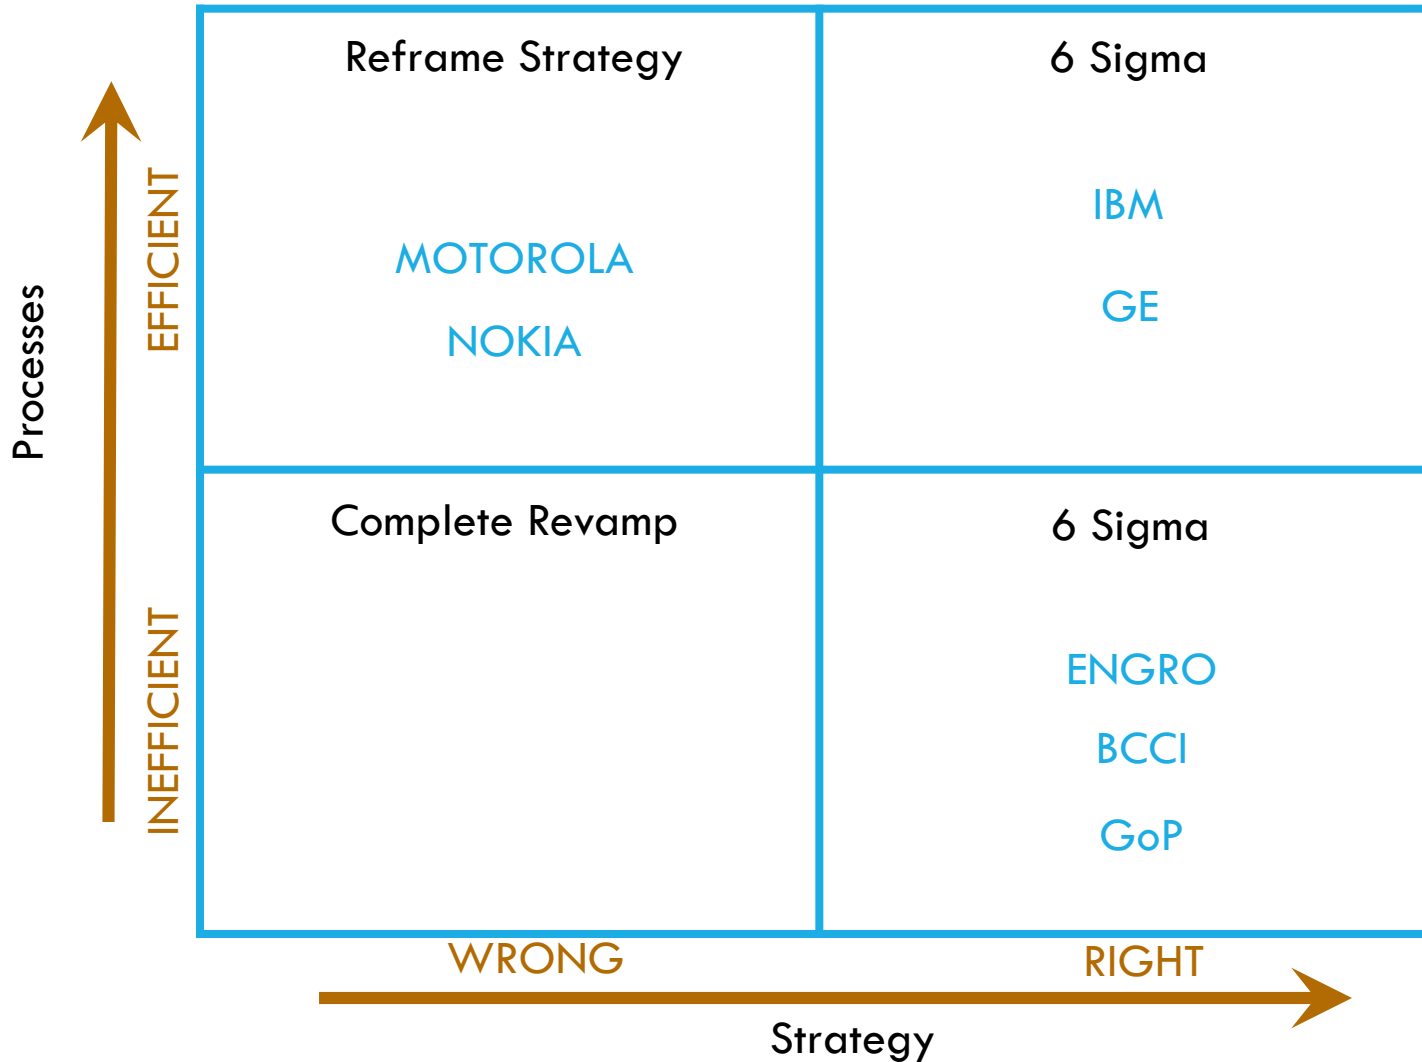 Reframe Strategy
6 Sigma
MOTOROLA
NOKIA
IBM
GE
Processes
EFFICIENT
INEFFICIENT
Complete Revamp
6 Sigma
ENGRO
BCCI
GoP
WRONG
RIGHT
Strategy